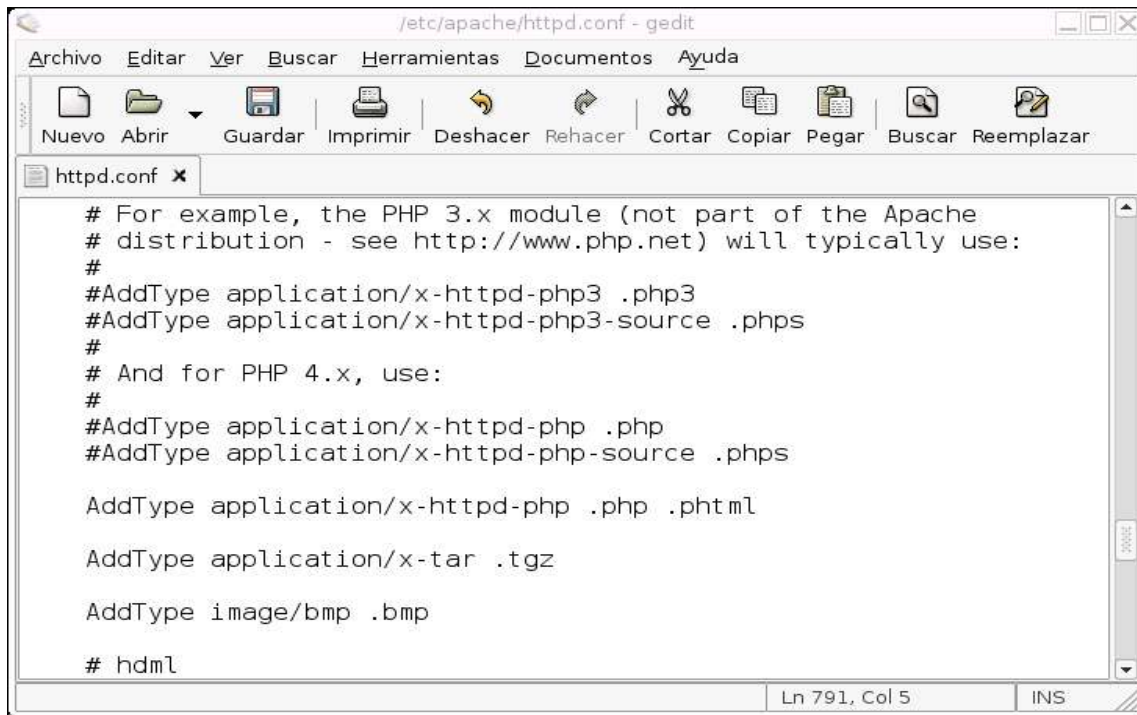 /etc/apache/httpd.conf - gedit
Archivo Editar Ver Buscar Herramientas Documentos Ayuda
Nuevo Abrir Guardar Imprimir Deshacer Rehacer Cortar Copiar Pegar Buscar Reemplazar
httpd.conf
# For example, the PHP 3.x module (not part of the Apache
# distribution - see http://www.php.net) will typically use:
#
#AddType application/x-httpd-php3 .php3
#AddType application/x-httpd-php3-source .phps
#
# And for PHP 4.x, use:
#
#AddType application/x-httpd-php .php
#AddType application/x-httpd-php-source .phps
AddType application/x-httpd-php .php .phtml
AddType application/x-tar .tgz
AddType image/bmp .bmp
# hdml
Ln 791, Col 5 INS